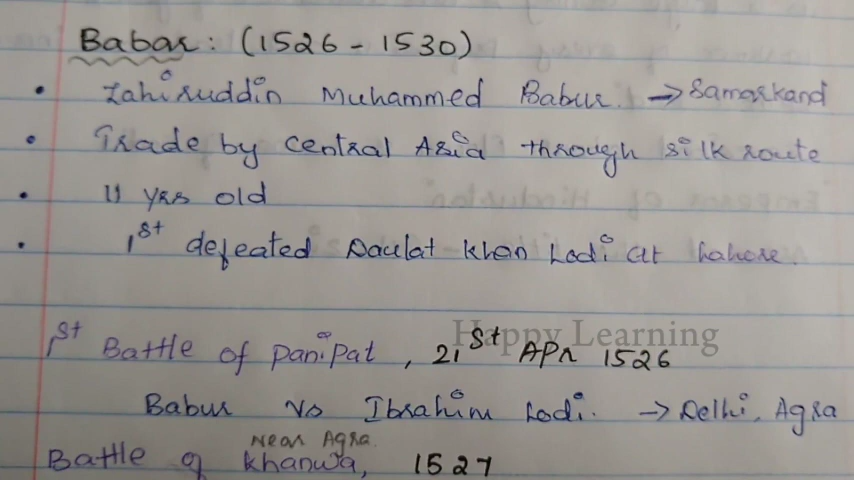 Babar: (1526 - 1530)
• Zahiruddin Muhammed Babur. → Samarkand
• Trade by Central Asia through silk route
• 11 yrs old
• 1st defeated Daulat Khan Lodi at Lahore.
Happy Learning
1st Battle of Panipat, 21st Apr 1526
Babur Vs Ibrahim Lodi. → Delhi, Agra
Near Agra.
Battle of Khanwa, 1527